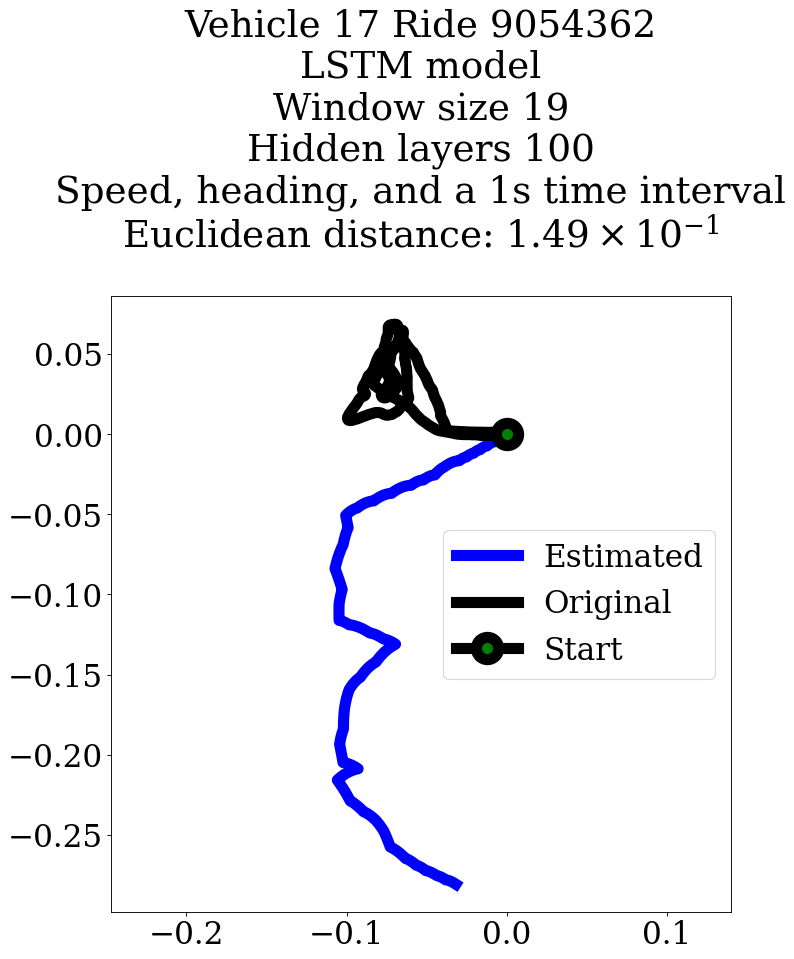 Vehicle 17 Ride 9054362
LSTM model
Window size 19
Hidden layers 100
Speed, heading, and a 1s time interval
Euclidean distance: 1.49 × 10⁻¹
0.05
0.00
−0.05
−0.10
−0.15
−0.20
−0.25
Estimated
Original
Start
−0.2 −0.1 0.0 0.1